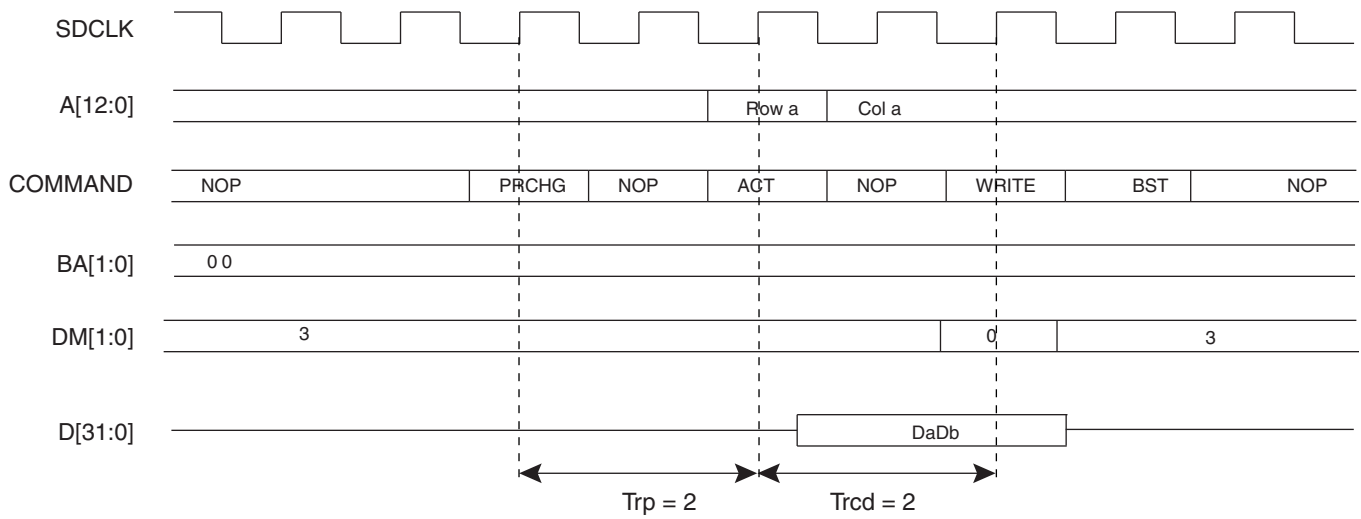 SDCLK
A[12:0] Row a Col a
COMMAND NOP PRCHG NOP ACT NOP WRITE BST NOP
BA[1:0] 0 0
DM[1:0] 3 0 3
D[31:0] DaDb
Trp = 2 Trcd = 2